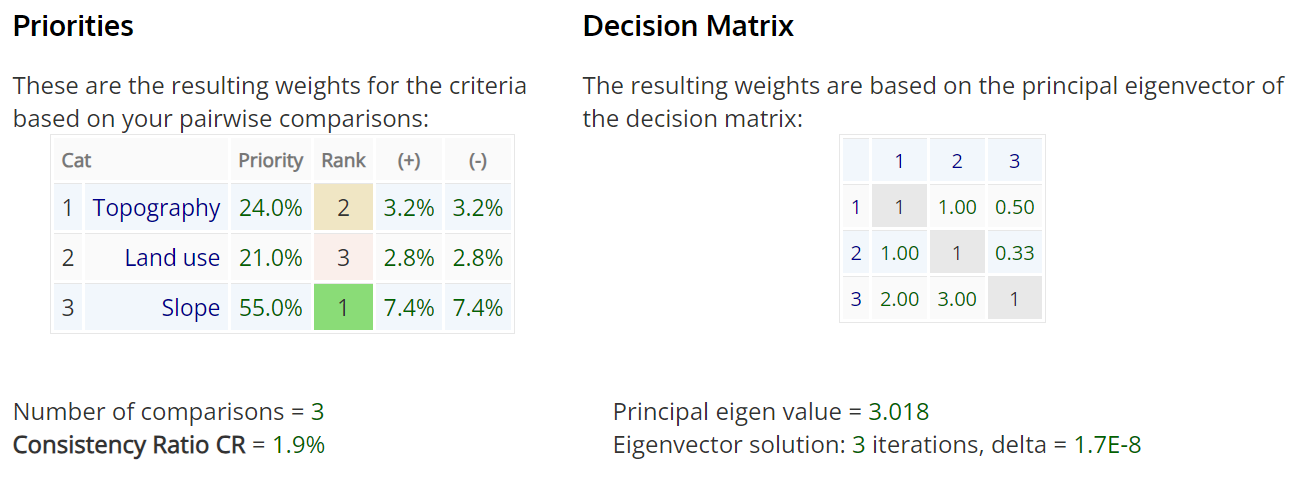 Priorities
These are the resulting weights for the criteria
based on your pairwise comparisons:
Cat Priority Rank (+) (-)
1 Topography 24.0% 2 3.2% 3.2%
2 Land use 21.0% 3 2.8% 2.8%
3 Slope 55.0% 1 7.4% 7.4%
Number of comparisons = 3
Consistency Ratio CR = 1.9%
Decision Matrix
The resulting weights are based on the principal eigenvector of
the decision matrix:
1 2 3
1 1 1.00 0.50
2 1.00 1 0.33
3 2.00 3.00 1
Principal eigen value = 3.018
Eigenvector solution: 3 iterations, delta = 1.7E-8